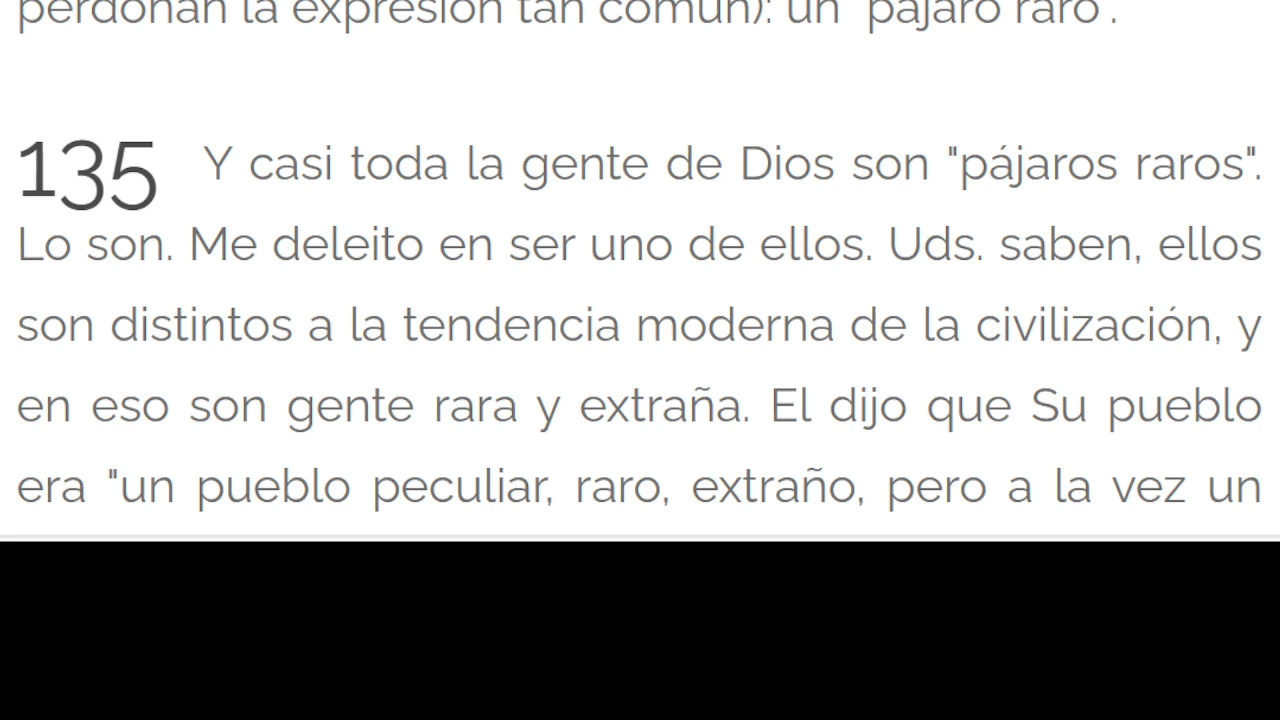 perdonan la expresión tan común): un "pájaro raro".
135 Y casi toda la gente de Dios son "pájaros raros".
Lo son. Me deleito en ser uno de ellos. Uds. saben, ellos
son distintos a la tendencia moderna de la civilización, y
en eso son gente rara y extraña. El dijo que Su pueblo
era "un pueblo peculiar, raro, extraño, pero a la vez un